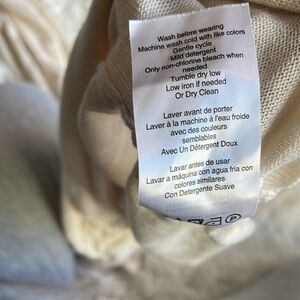 Wash before wearing
Machine wash cold with like colors
Gentle cycle
Mild detergent
Only non-chlorine bleach when
needed
Tumble dry low
Low iron if needed
Or Dry Clean
Laver avant de porter
Laver à la machine à l'eau froide
avec des couleurs
semblables
Avec Un Détergent Doux
Lavar antes de usar
Lavar a máquina con agua fria con
colores similares
Con Detergente Suave
P